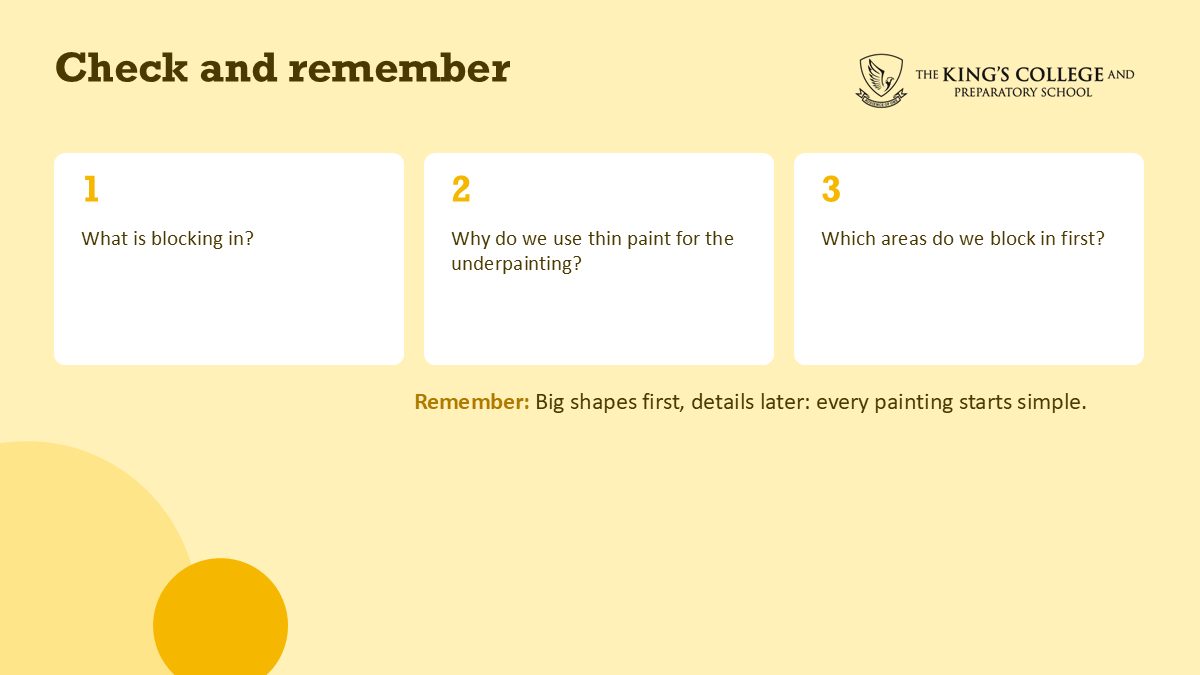 Check and remember
THE KING'S COLLEGE AND
PREPARATORY SCHOOL
1
What is blocking in?
2
Why do we use thin paint for the
underpainting?
3
Which areas do we block in first?
Remember: Big shapes first, details later: every painting starts simple.